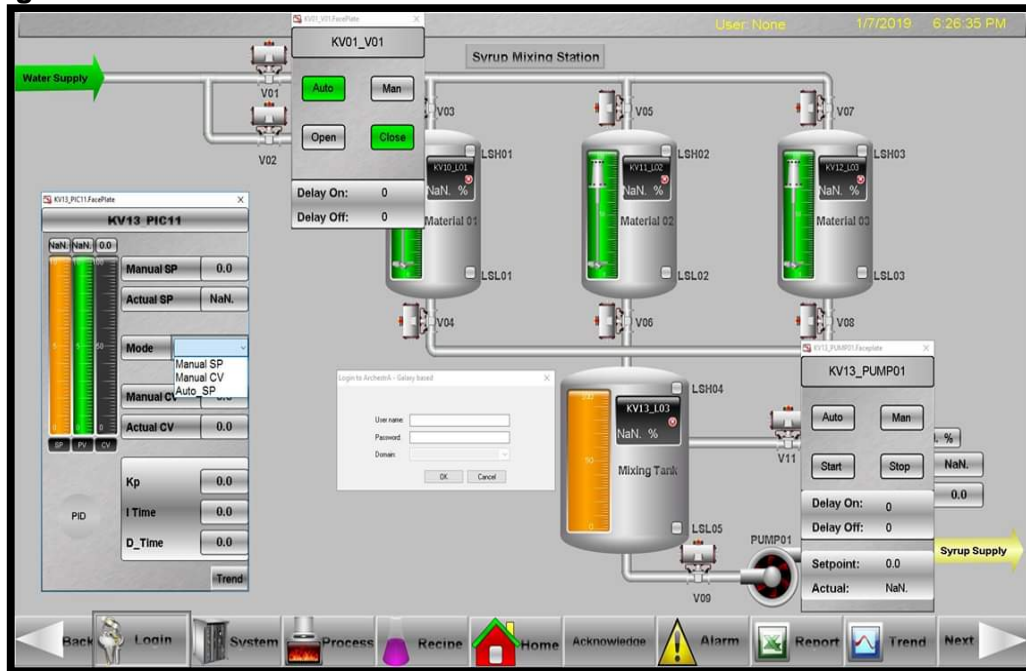 KV01_V01.FacePlate
User: None 1/7/2019 6:26:35 PM
KV01_V01
Syrup Mixing Station
Water Supply
Auto Man
V01
V03 V05 V07
Open Close
V02
LSH01 LSH02 LSH03
KV10_L01 KV11_L02 KV12_L03
NaN. % NaN. % NaN. %
Delay On: 0
Delay Off: 0
Material 01 Material 02 Material 03
LSL01 LSL02 LSL03
KV13_PIC11.FacePlate
KV13 PIC11
NaN. NaN. 0.0
Manual SP 0.0
Actual SP NaN.
Mode
Manual SP
Manual CV
Auto_SP
Manual CV
Actual CV 0.0
SP PV CV
Kp 0.0
PID
I Time 0.0
D_Time 0.0
Trend
V04 V06 V08
Login to ArchestrA - Galaxy based
User name:
Password:
Domain:
OK Cancel
LSH04
KV13_L03
NaN. %
100
50
0
Mixing Tank
V11
LSL05
PUMP01
V09
KV13_PUMP01.Faceplate
KV13_PUMP01
Auto Man
Start Stop
Delay On: 0
Delay Off: 0
Setpoint: 0.0
Actual: NaN.
%
NaN.
0.0
Syrup Supply
Back Login System Process Recipe Home Acknowledge Alarm Report Trend Next